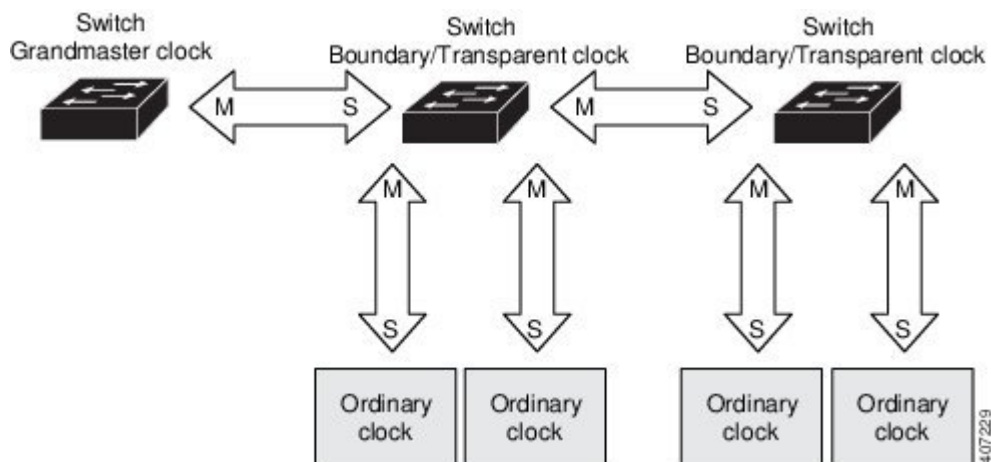 Switch
Grandmaster clock
Switch
Boundary/Transparent clock
Switch
Boundary/Transparent clock
M
S
M
S
M
M
M
M
S
S
S
S
Ordinary
clock
Ordinary
clock
Ordinary
clock
Ordinary
clock
407229